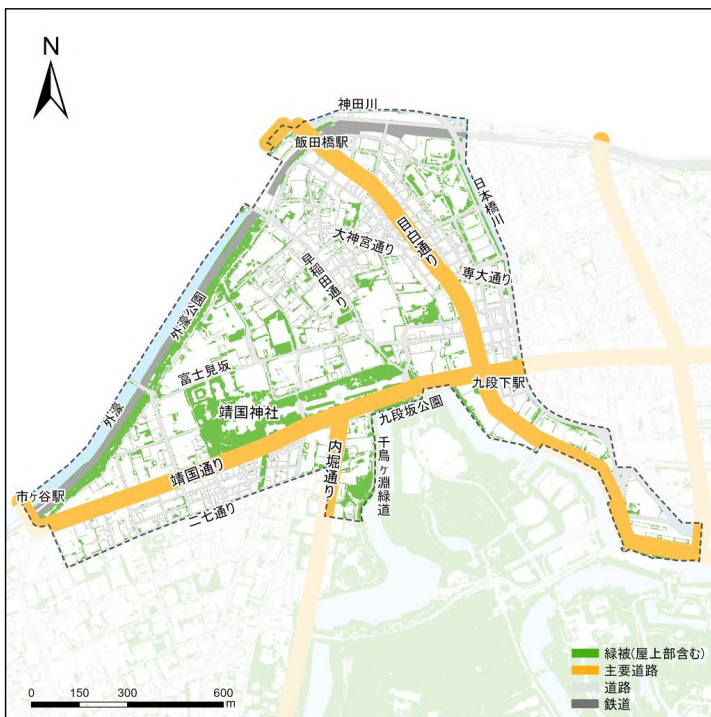 N
神田川
飯田橋駅
日本橋川
目白通り
大神宮通り
早稲田通り
専大通り
外濠公園
富士見坂
外濠
靖国神社
九段下駅
九段坂公園
千鳥ヶ淵緑道
内堀通り
靖国通り
市ヶ谷駅
二七通り
緑被(屋上部含む)
主要道路
道路
鉄道
0 150 300 600
m